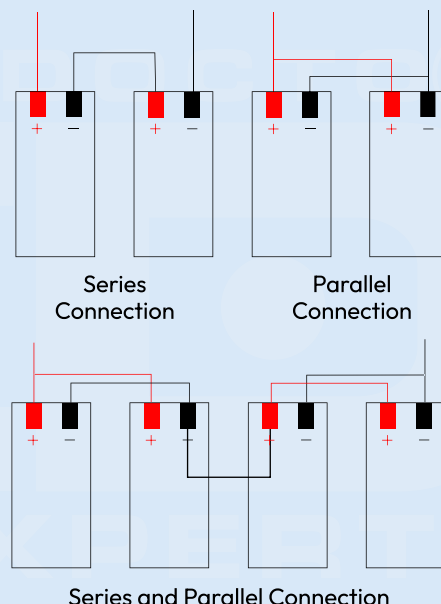 + − + − + − + −
Series
Connection
Parallel
Connection
+ − + − + − + −
Series and Parallel Connection